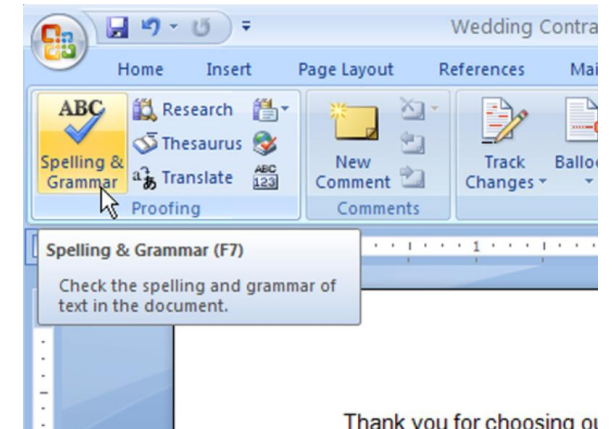 Wedding Contra
Home Insert Page Layout References Mai
ABC Research
Thesaurus
Spelling & Grammar Translate ABC 123
New Comment
Track Changes
Balloo
Proofing Comments
1
Spelling & Grammar (F7)
Check the spelling and grammar of
text in the document.
Thank you for choosing ou